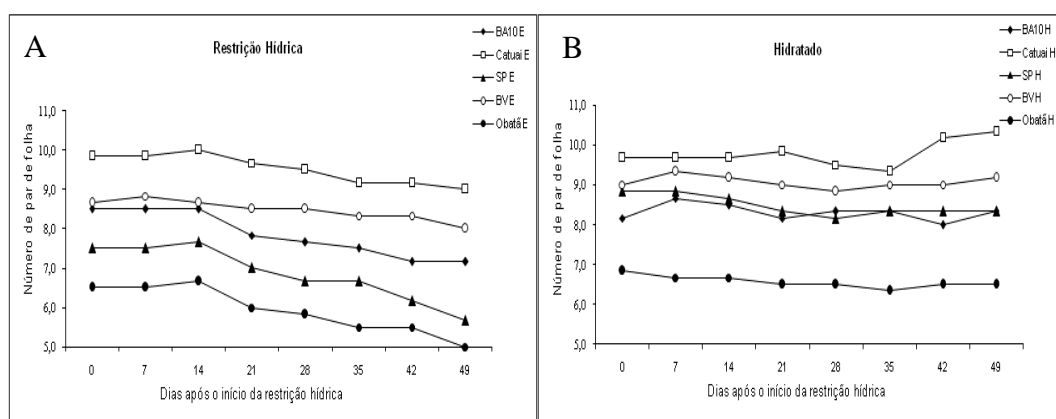 A
Restrição Hídrica
BA10 E
Catuai E
SP E
BV E
Obatã E
Número de par de folha
11,0
10,0
9,0
8,0
7,0
6,0
5,0
0 7 14 21 28 35 42 49
Dias após o início da restrição hídrica
B
Hidratado
BA10 H
Catuai H
SP H
BV H
Obatã H
Número de par de folha
11,0
10,0
9,0
8,0
7,0
6,0
5,0
0 7 14 21 28 35 42 49
Dias após o início da restrição hídrica